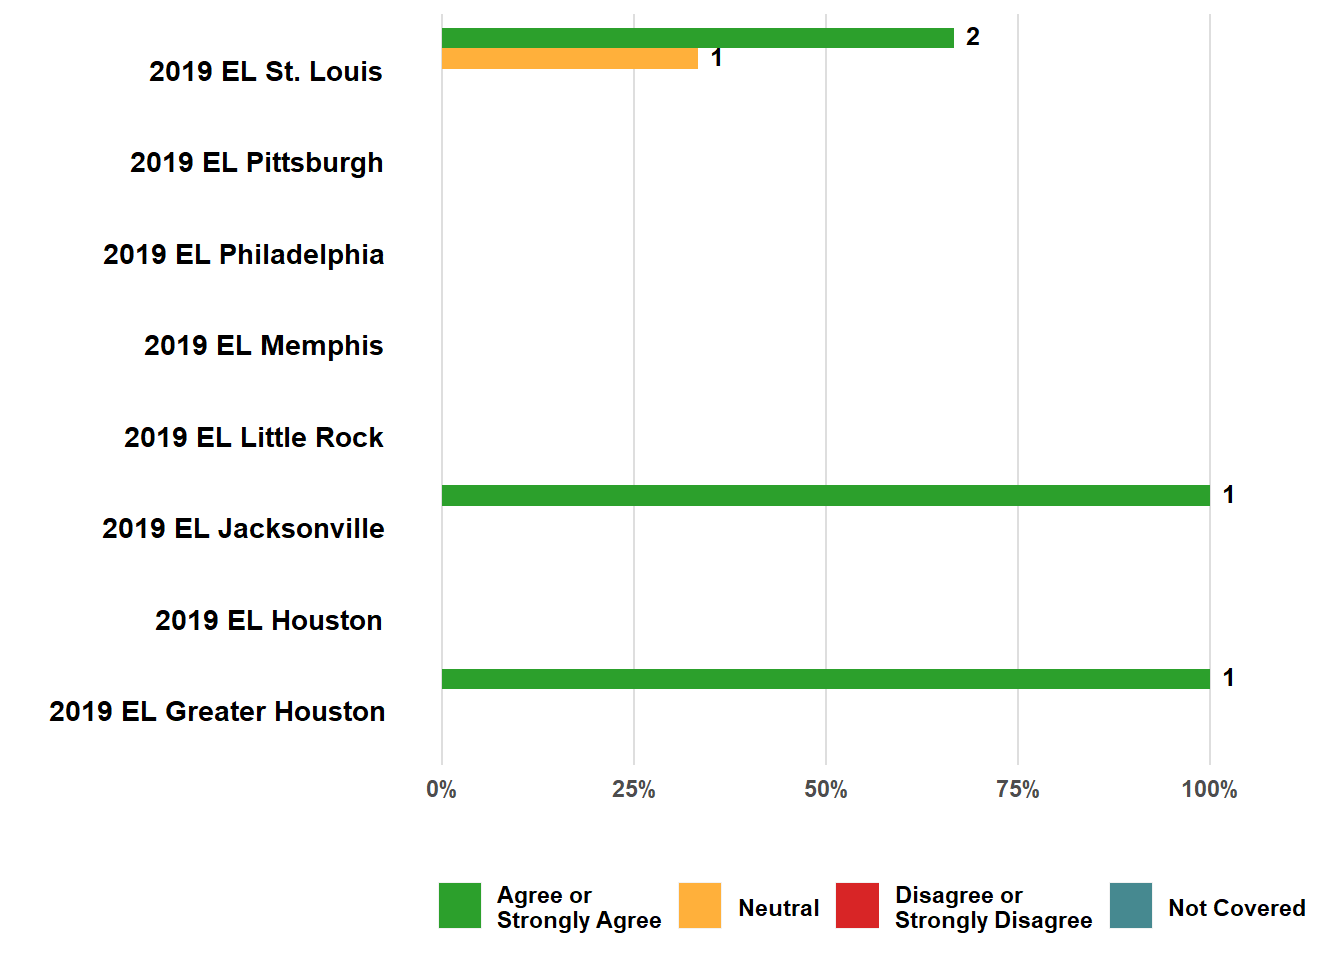 2
1
2019 EL St. Louis
2019 EL Pittsburgh
2019 EL Philadelphia
2019 EL Memphis
2019 EL Little Rock
1
2019 EL Jacksonville
2019 EL Houston
1
2019 EL Greater Houston
0% 25% 50% 75% 100%
Agree or
Strongly Agree
Neutral
Disagree or
Strongly Disagree
Not Covered